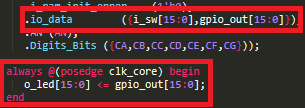 .io_data ({i_sw[15:0],gpio_out[15:0]}),
.AN (AN),
.Digits_Bits ({CA,CB,CC,CD,CE,CF,CG}));
always @(posedge clk_core) begin
o_led[15:0] <= gpio_out[15:0];
end